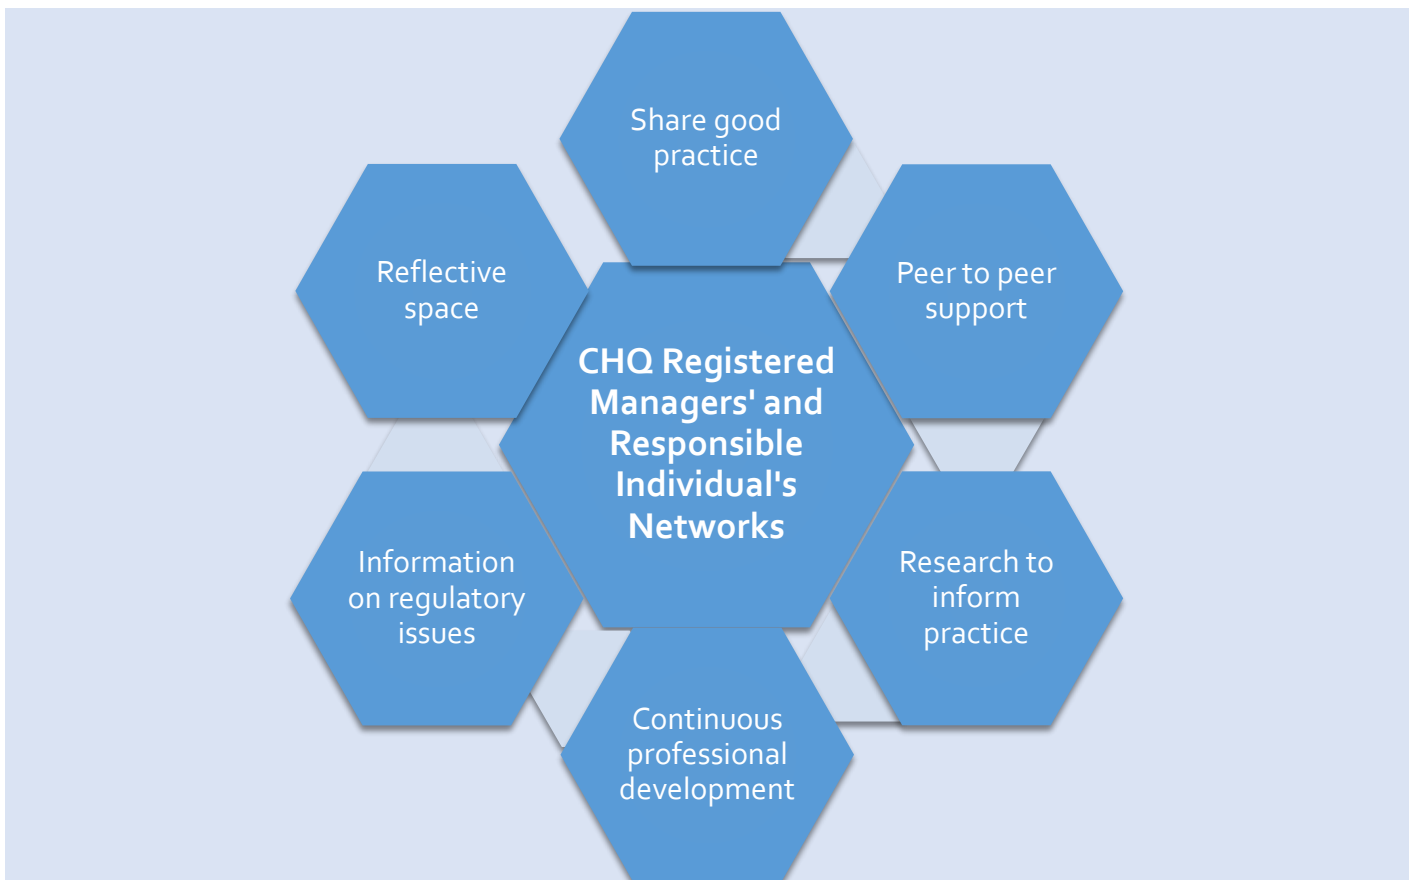 Share good
practice
Peer to peer
support
Research to
inform
practice
Continuous
professional
development
Information
on regulatory
issues
Reflective
space
CHQ Registered
Managers' and
Responsible
Individual's
Networks